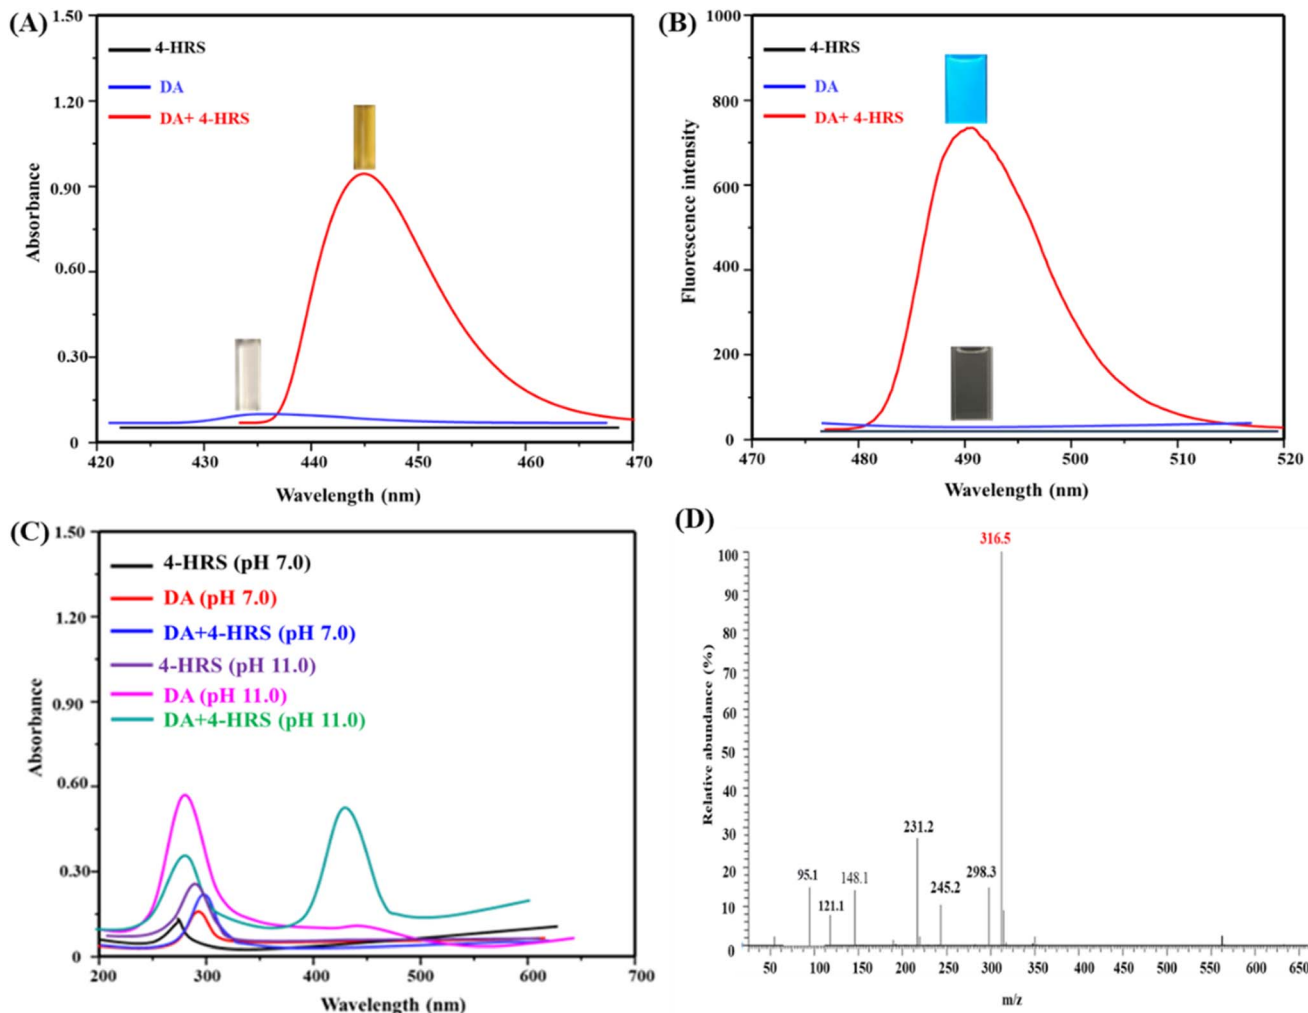 (A)
1.50
1.20
0.90
0.60
0.30
0
Absorbance
4-HRS
DA
DA+ 4-HRS
420 430 440 450 460 470
Wavelength (nm)
(B)
1000
800
600
400
200
0
Fluorescence intensity
4-HRS
DA
DA+ 4-HRS
470 480 490 500 510 520
Wavelength (nm)
(C)
1.50
1.20
0.90
0.60
0.30
0
Absorbance
4-HRS (pH 7.0)
DA (pH 7.0)
DA+4-HRS (pH 7.0)
4-HRS (pH 11.0)
DA (pH 11.0)
DA+4-HRS (pH 11.0)
200 300 400 500 600 700
Wavelength (nm)
(D)
100
90
80
70
60
50
40
30
20
10
0
Relative abundance (%)
316.5
231.2
95.1
148.1
298.3
121.1
245.2
50 100 150 200 250 300 350 400 450 500 550 600 650
m/z